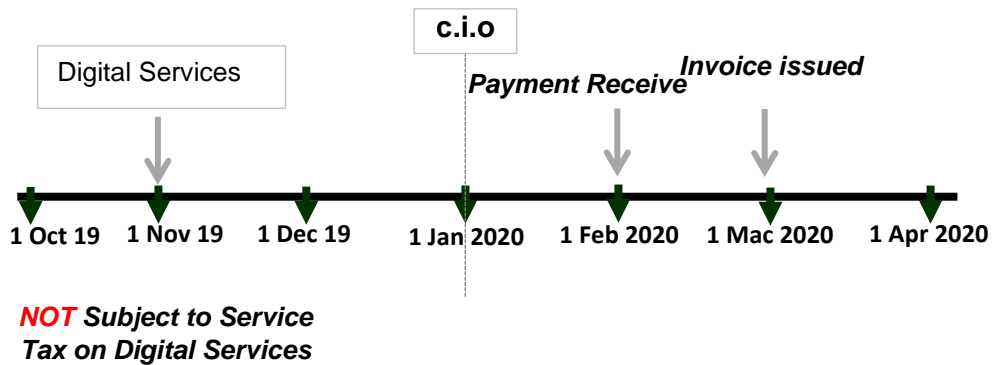 c.i.o
Digital Services
Payment Receive
Invoice issued
1 Oct 19
1 Nov 19
1 Dec 19
1 Jan 2020
1 Feb 2020
1 Mac 2020
1 Apr 2020
NOT Subject to Service
Tax on Digital Services